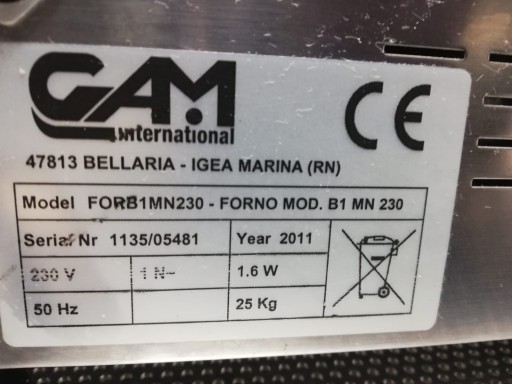 GAM
International
CE
47813 BELLARIA - IGEA MARINA (RN)
Model FORB1MN230 - FORNO MOD. B1 MN 230
Serial Nr 1135/05481 Year 2011
230 V 1 N~ 1.6 W
50 Hz 25 Kg